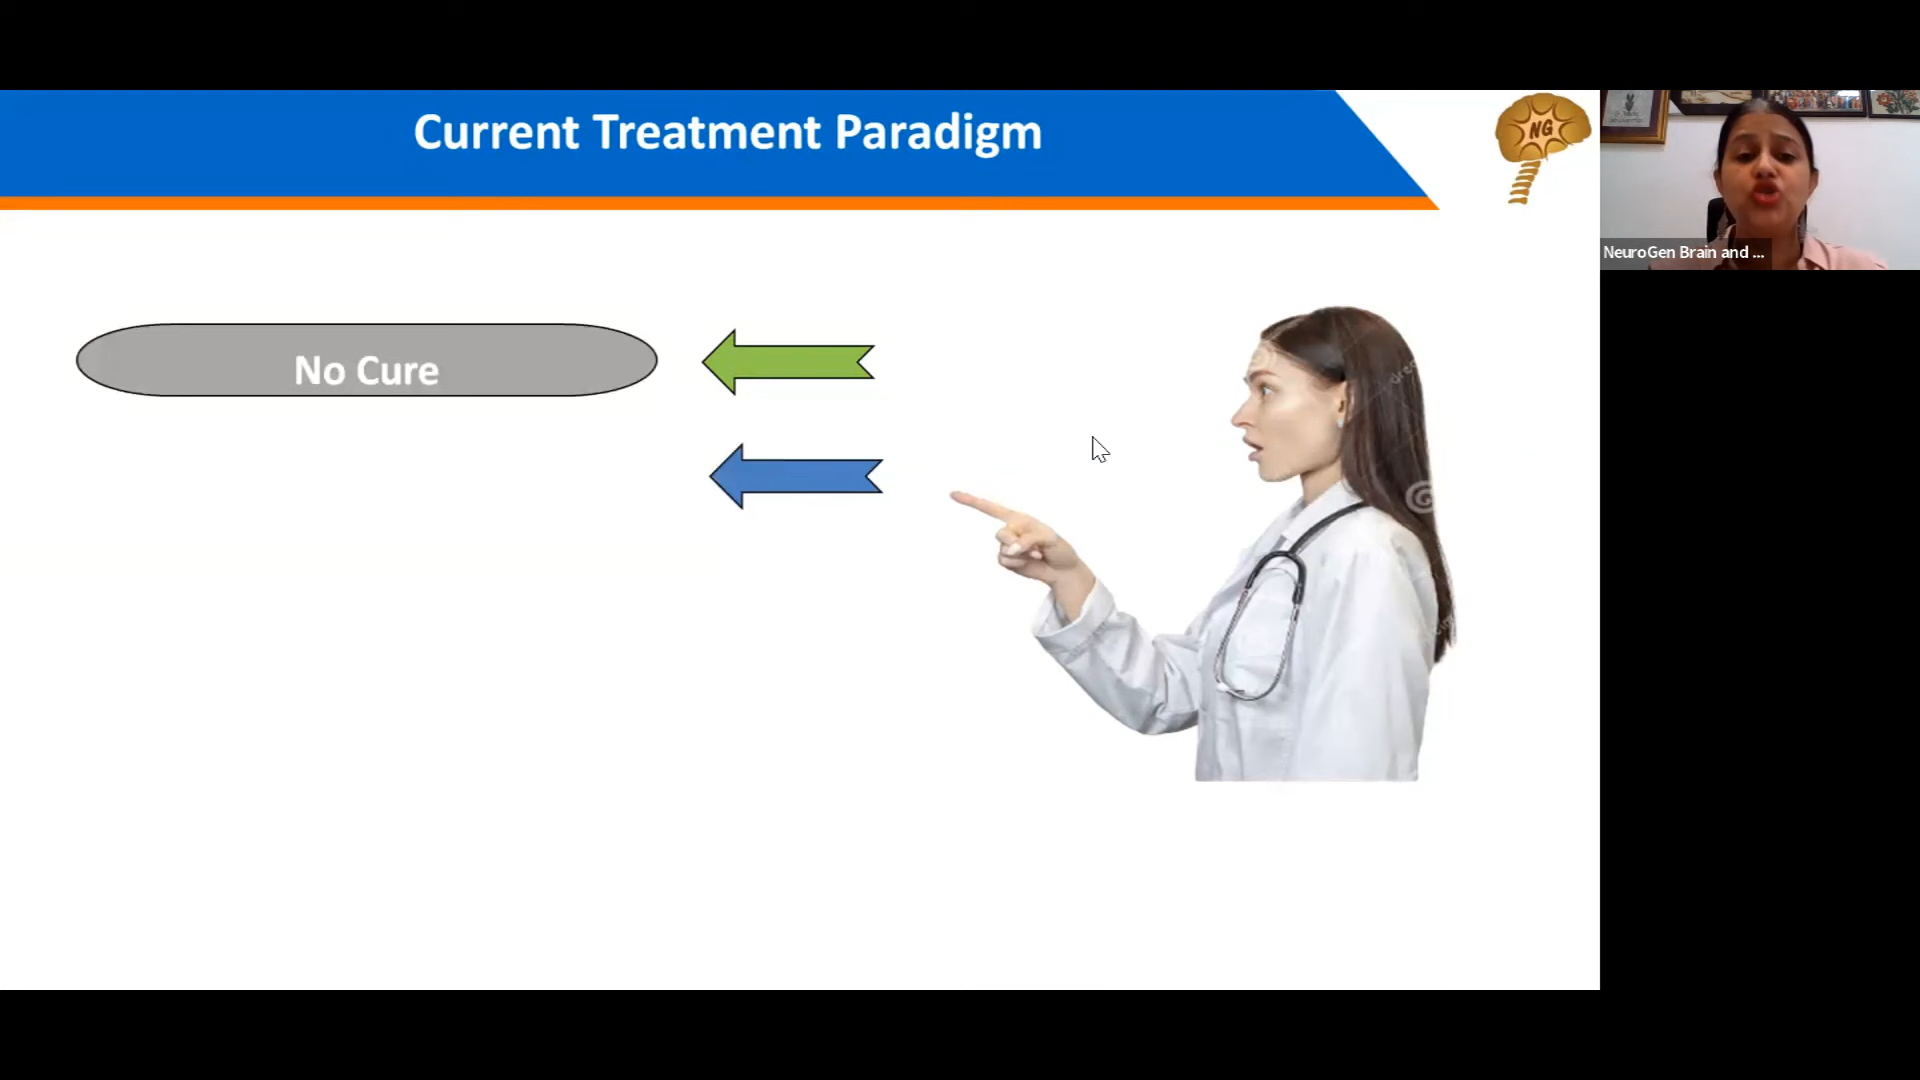 Current Treatment Paradigm
NG
NeuroGen Brain and ...
No Cure